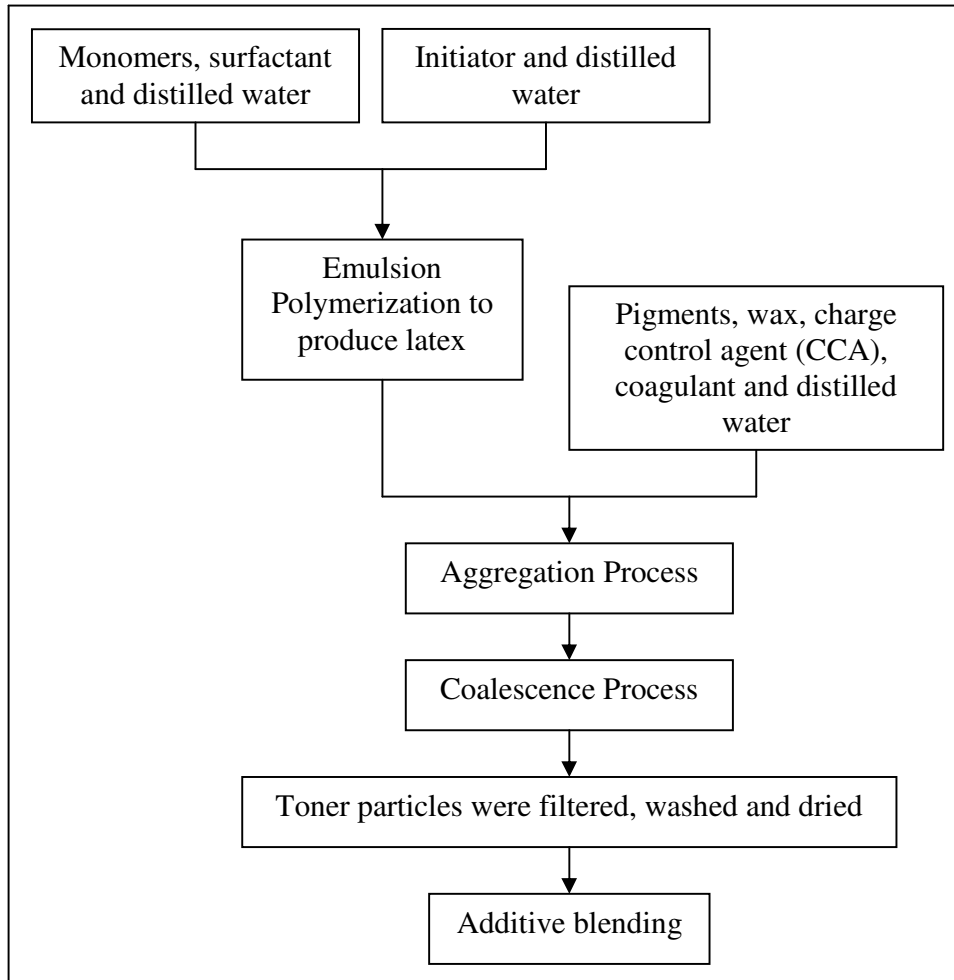 Monomers, surfactant
and distilled water
Initiator and distilled
water
Emulsion
Polymerization to
produce latex
Pigments, wax, charge
control agent (CCA),
coagulant and distilled
water
Aggregation Process
Coalescence Process
Toner particles were filtered, washed and dried
Additive blending